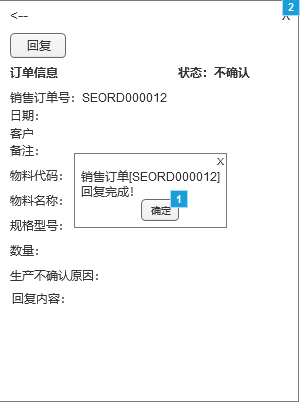 <-- X 2
回复
订单信息 状态：不确认
销售订单号：SEORD000012
日期：
客户
备注：
X
物料代码：
销售订单[SEORD000012]
回复完成！
物料名称：
1
确定
规格型号：
数量：
生产不确认原因：
回复内容：